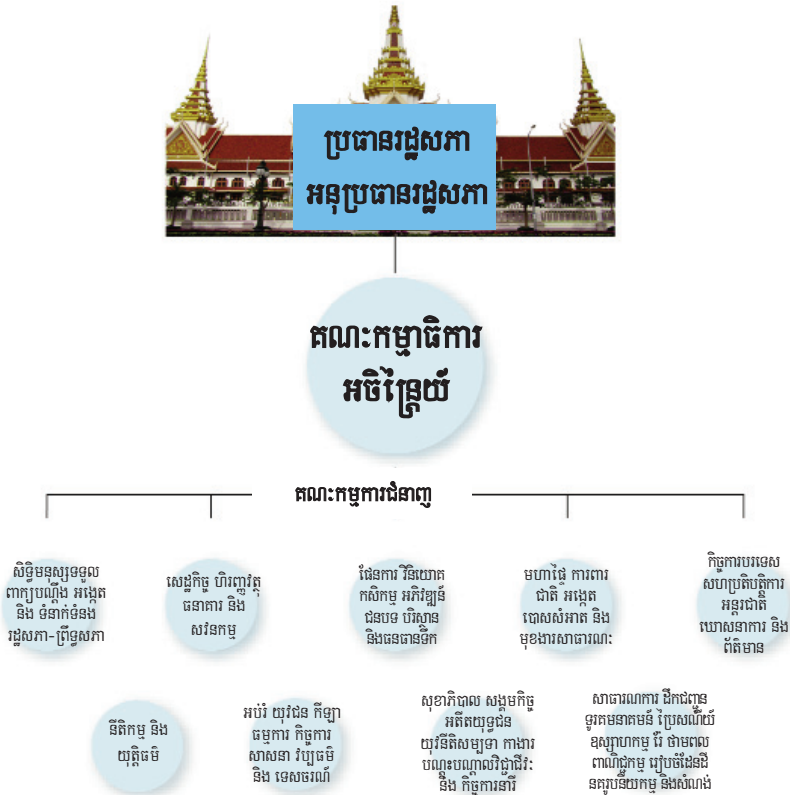 ប្រធានរដ្ឋសភា
អនុប្រធានរដ្ឋសភា
គណៈកម្មាធិការ
អចិន្ត្រៃយ៍
គណៈកម្មការជំនាញ
សិទ្ធិមនុស្សទទួល
ពាក្យបណ្ដឹង អង្កេត
និង ទំនាក់ទំនង
រដ្ឋសភា-ព្រឹទ្ធសភា
សេដ្ឋកិច្ច ហិរញ្ញវត្ថុ
ធនាគារ និង
សវនកម្ម
ផែនការ វិនិយោគ
កសិកម្ម អភិវឌ្ឍន៍
ជនបទ បរិស្ថាន
និងធនធានទឹក
មហាផ្ទៃ ការពារ
ជាតិ អង្កេត
បោសសំអាត និង
មុខងារសាធារណៈ
កិច្ចការបរទេស
សហប្រតិបត្តិការ
អន្តរជាតិ
ឃោសនាការ និង
ព័ត៌មាន
នីតិកម្ម និង
យុត្តិធម៌
អប់រំ យុវជន កីឡា
ធម្មការ កិច្ចការ
សាសនា វប្បធម៌
និង ទេសចរណ៍
សុខាភិបាល សង្គមកិច្ច
អតីតយុទ្ធជន
យុវនីតិសម្បទា កាងារ
បណ្ដុះបណ្ដាលវិជ្ជាជីវៈ
និង កិច្ចការនារី
សាធារណការ ដឹកជញ្ជូន
ទូរគមនាគមន៍ ប្រៃសណីយ៍
ឧស្សាហកម្ម រ៉ែ ថាមពល
ពាណិជ្ជកម្ម រៀបចំដែនដី
នគរូបនីយកម្ម និងសំណង់